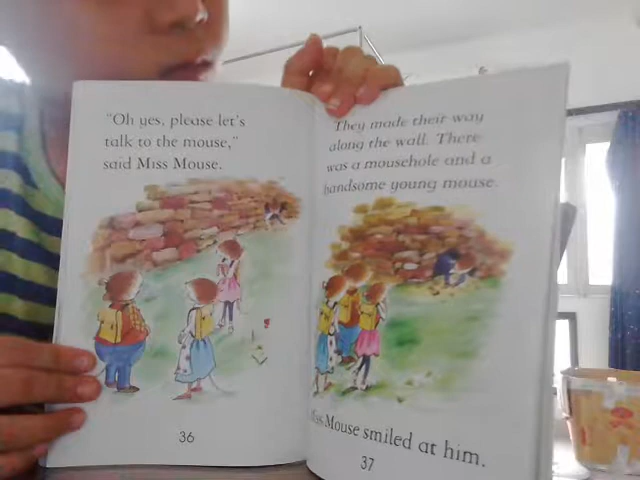 "Oh yes, please let's
talk to the mouse,"
said Miss Mouse.
36
They made their way
along the wall. There
was a mousehole and a
handsome young mouse.
Miss Mouse smiled at him.
37